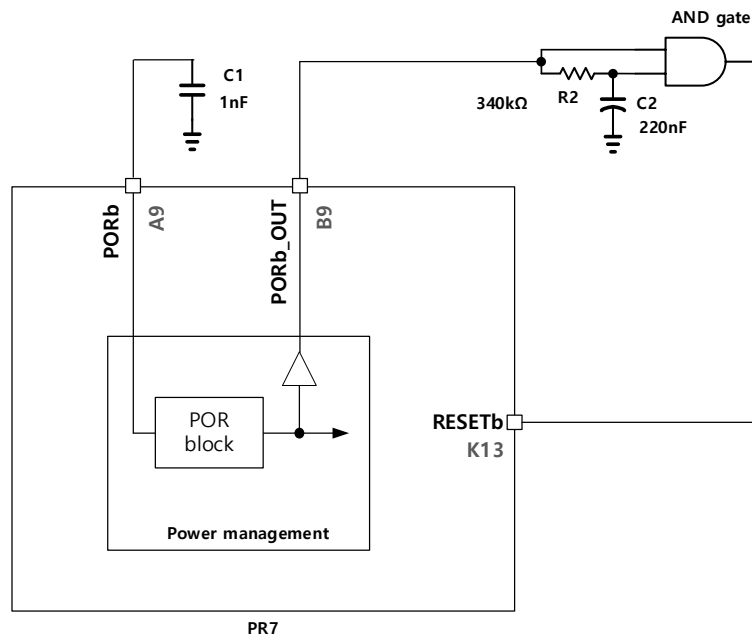 AND gate
C1
1nF
340kΩ
R2
C2
220nF
PORb
A9
PORb_OUT
B9
POR
block
RESETb
K13
Power management
PR7